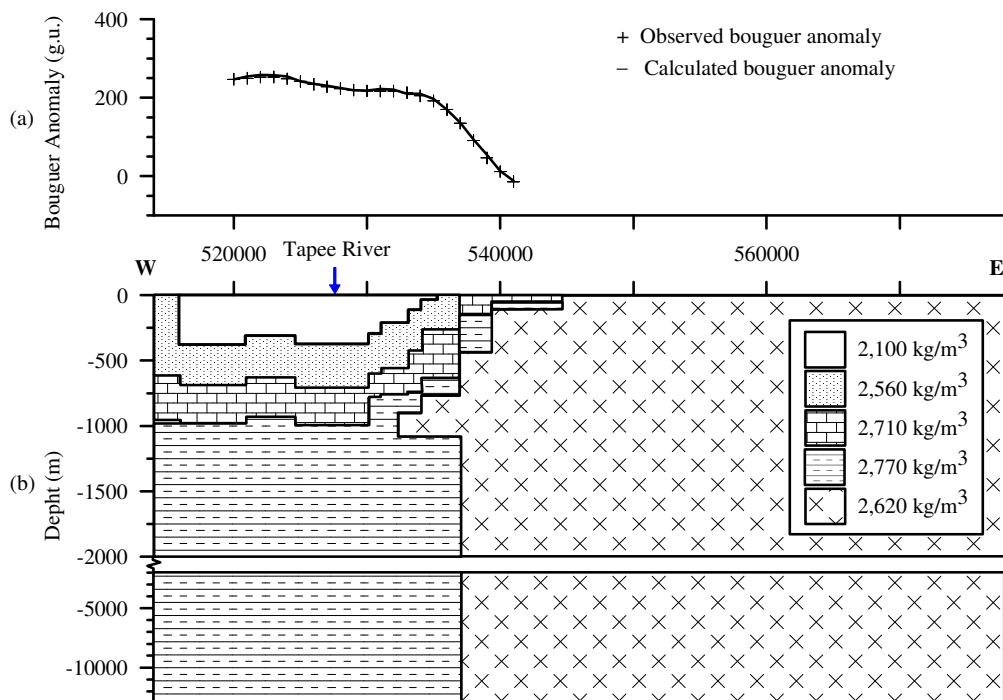 400
200
0
Bouguer Anomaly (g.u.)
(a)
+ Observed bouguer anomaly
– Calculated bouguer anomaly
520000
540000
560000
Tapee River
W
E
0
-500
-1000
-1500
-2000
-5000
-10000
Depht (m)
(b)
2,100 kg/m³
2,560 kg/m³
2,710 kg/m³
2,770 kg/m³
2,620 kg/m³